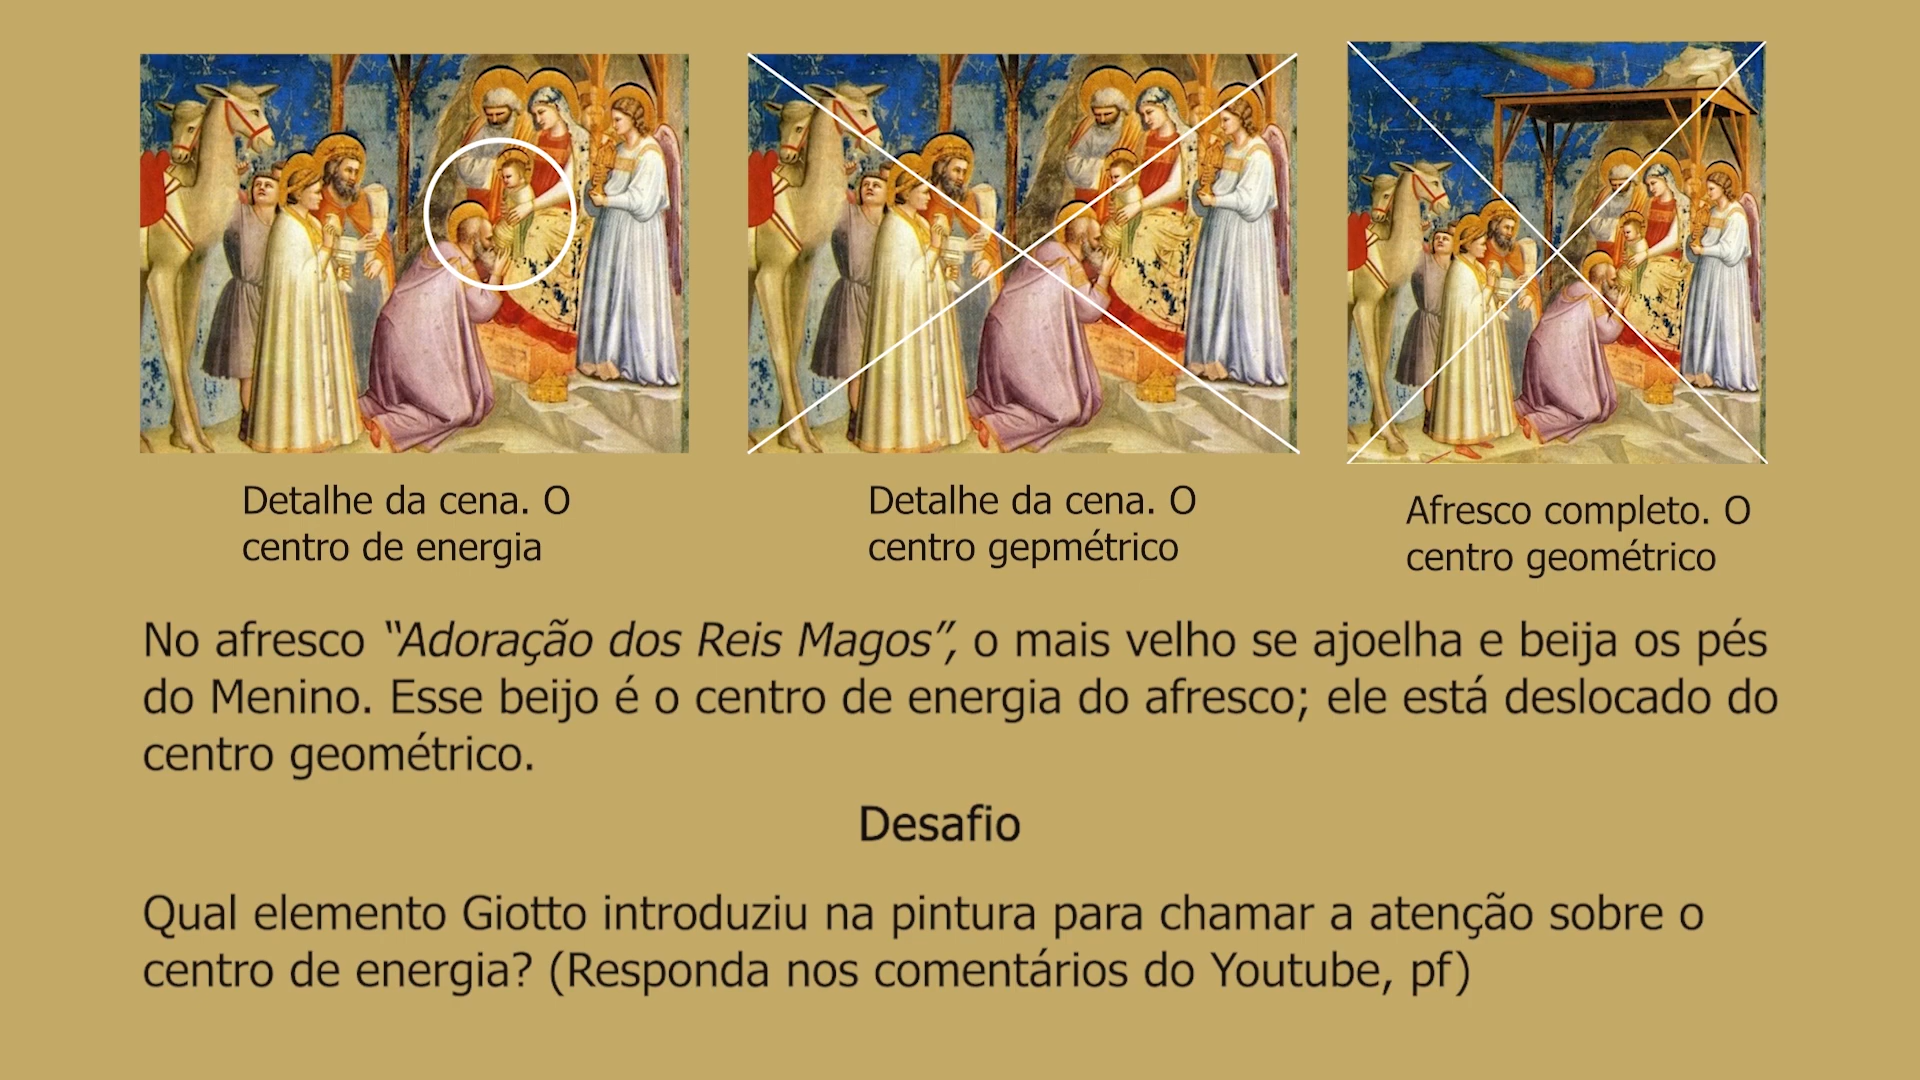 Detalhe da cena. O
centro de energia
Detalhe da cena. O
centro gepmétrico
Afresco completo. O
centro geométrico
No afresco “Adoração dos Reis Magos”, o mais velho se ajoelha e beija os pés
do Menino. Esse beijo é o centro de energia do afresco; ele está deslocado do
centro geométrico.
Desafio
Qual elemento Giotto introduziu na pintura para chamar a atenção sobre o
centro de energia? (Responda nos comentários do Youtube, pf)